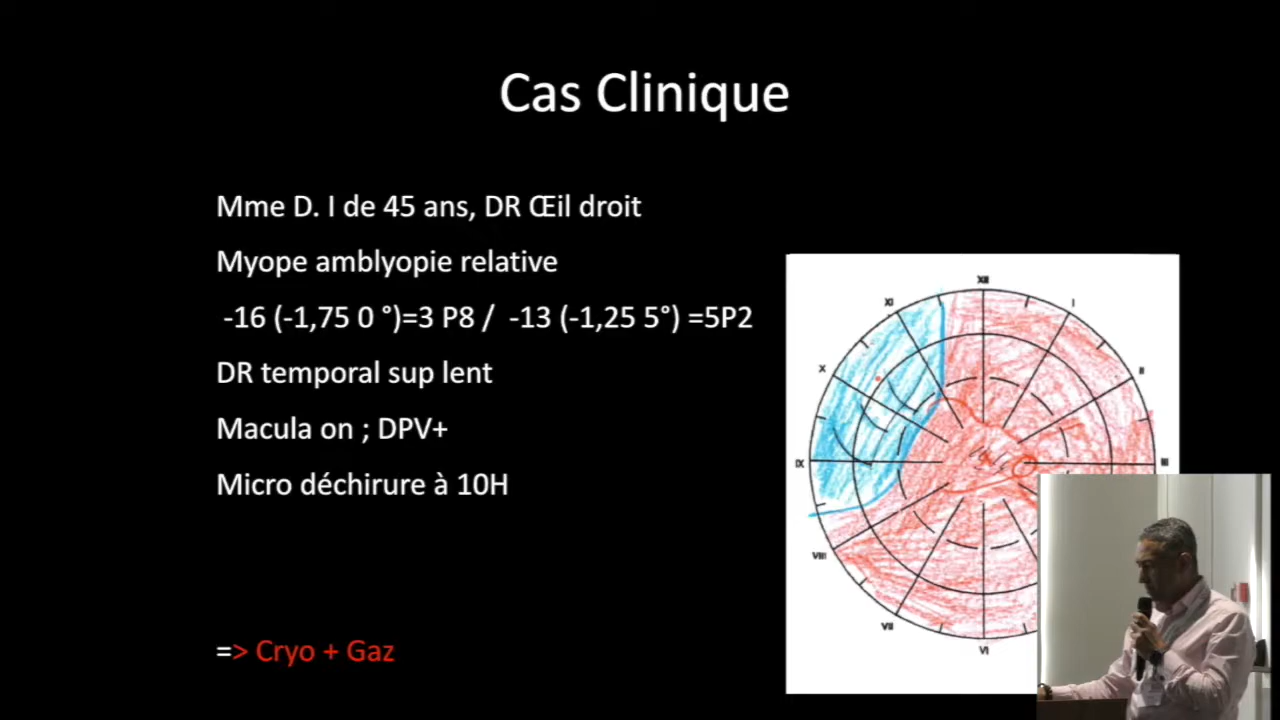 Cas Clinique
Mme D. I de 45 ans, DR Œil droit
Myope amblyopie relative
-16 (-1,75 0 °)=3 P8 / -13 (-1,25 5°) =5P2
DR temporal sup lent
Macula on ; DPV+
Micro déchirure à 10H
=> Cryo + Gaz
XII
XI
I
X
II
IX
III
VIII
VII
VI